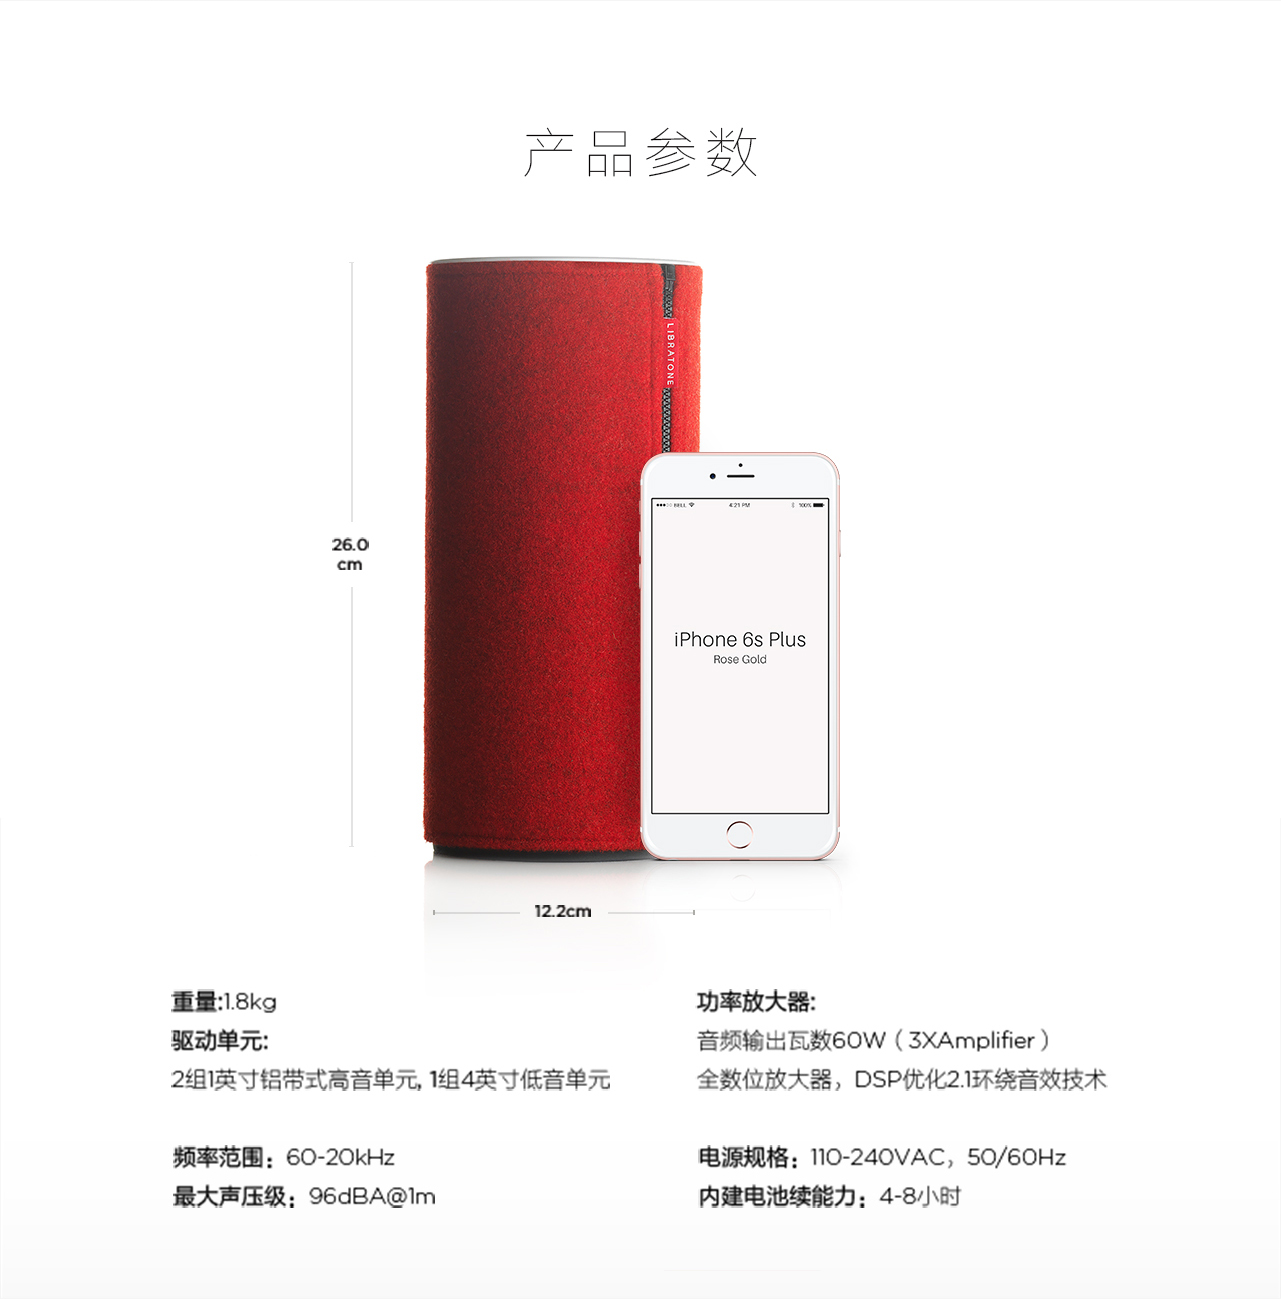 产品参数
LIBRATONE
BELL
4:21 PM
100%
26.0
cm
iPhone 6s Plus
Rose Gold
12.2cm
重量:1.8kg
驱动单元:
2组1英寸铝带式高音单元, 1组4英寸低音单元
频率范围：60-20kHz
最大声压级：96dBA@1m
功率放大器:
音频输出瓦数60W（3XAmplifier）
全数位放大器，DSP优化2.1环绕音效技术
电源规格：110-240VAC，50/60Hz
内建电池续能力：4-8小时